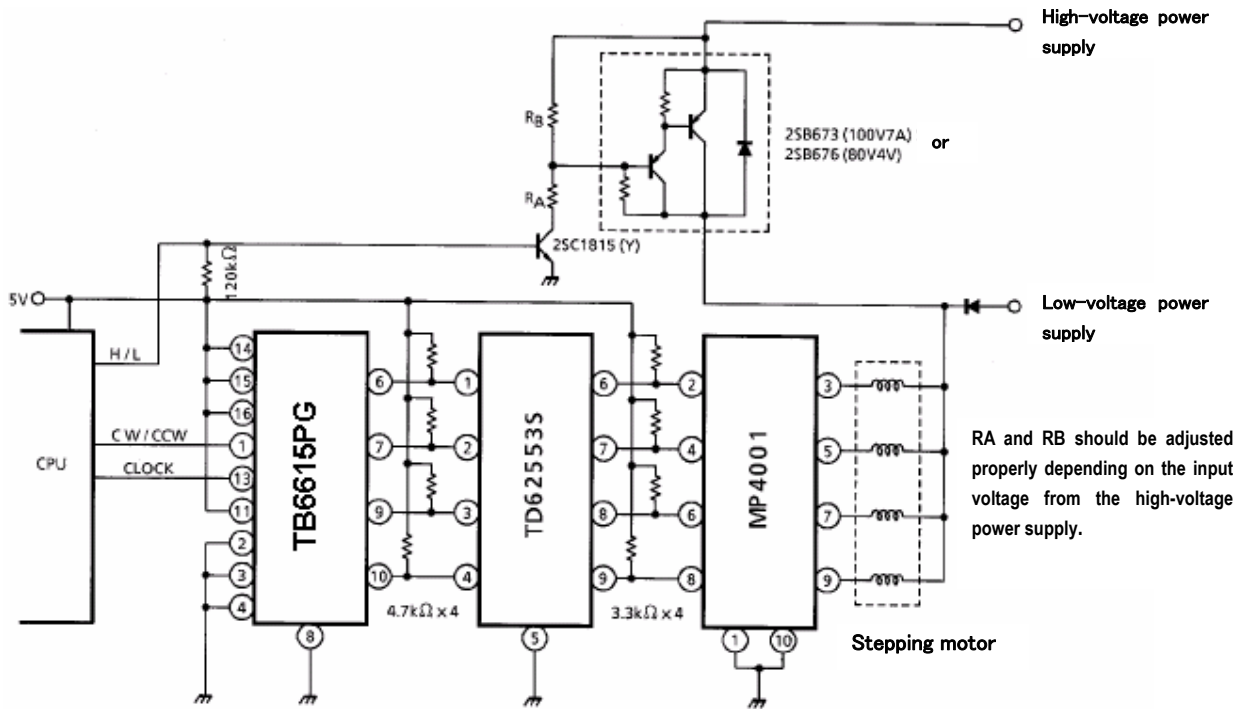 High-voltage power
supply
RB
RA
2SB673 (100V7A) or
2SB676 (80V4V)
2SC1815 (Y)
120kΩ
5V
Low-voltage power
supply
H / L
CW/CCW
CPU
CLOCK
14
15
16
1
13
11
2
3
4
TB6615PG
6
7
9
10
8
4.7kΩ x 4
1
2
3
4
TD62553S
6
7
8
9
5
3.3kΩ x 4
2
4
6
8
MP4001
3
5
7
9
1
10
Stepping motor
RA and RB should be adjusted
properly depending on the input
voltage from the high-voltage
power supply.